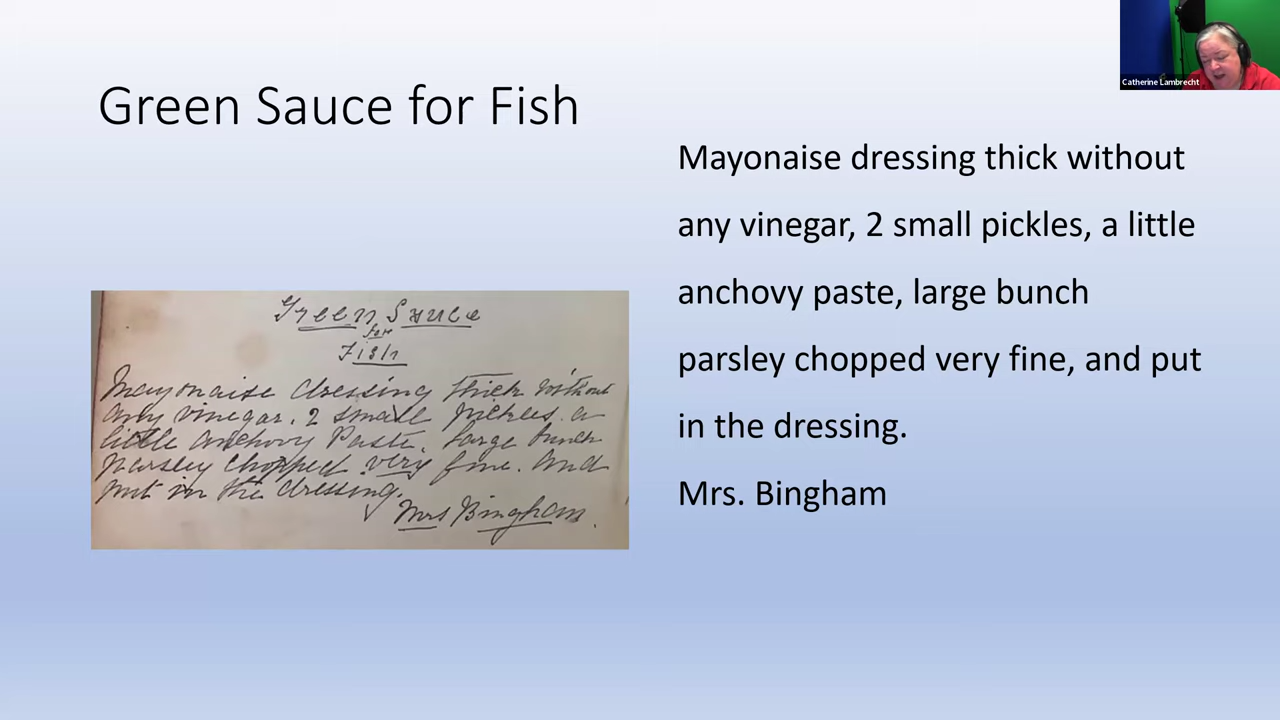 Catherine Lambrecht
Green Sauce for Fish
Mayonaise dressing thick without
any vinegar, 2 small pickles, a little
anchovy paste, large bunch
parsley chopped very fine, and put
in the dressing.
Mrs. Bingham
Green Sauce
for
Fish
Mayonaise dressing thick without
any vinegar. 2 small pickles. a
little anchovy Paste. large bunch
parsley chopped very fine. and
put in the dressing.
Mrs Bingham.